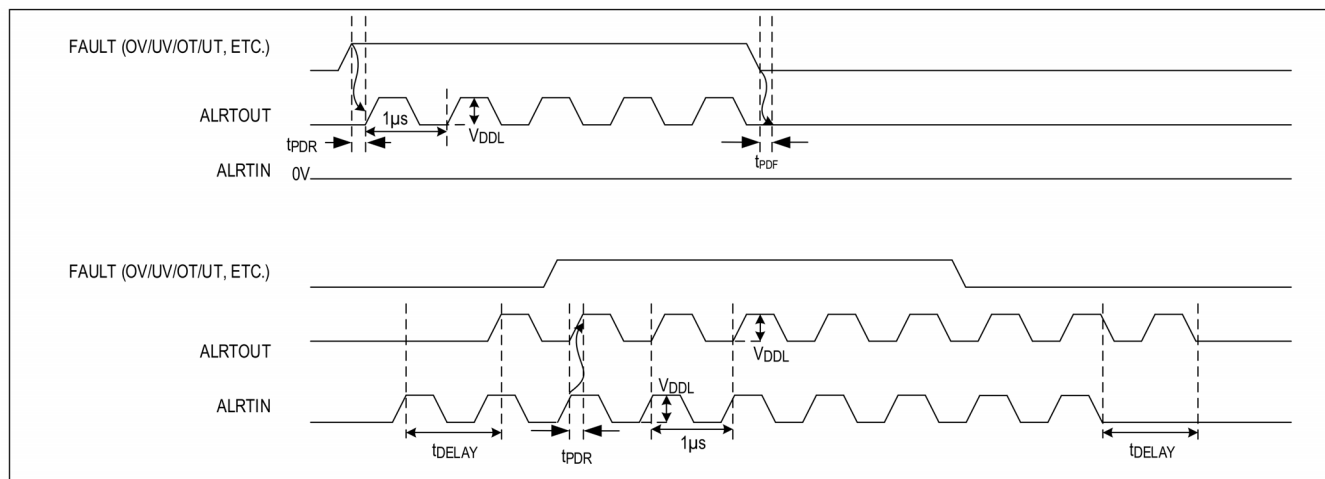 FAULT (OV/UV/OT/UT, ETC.)
ALRTOUT
1µs
VDDL
tPDR
tPDF
ALRTIN
0V
FAULT (OV/UV/OT/UT, ETC.)
ALRTOUT
VDDL
ALRTIN
VDDL
tDELAY
tPDR
1µs
tDELAY